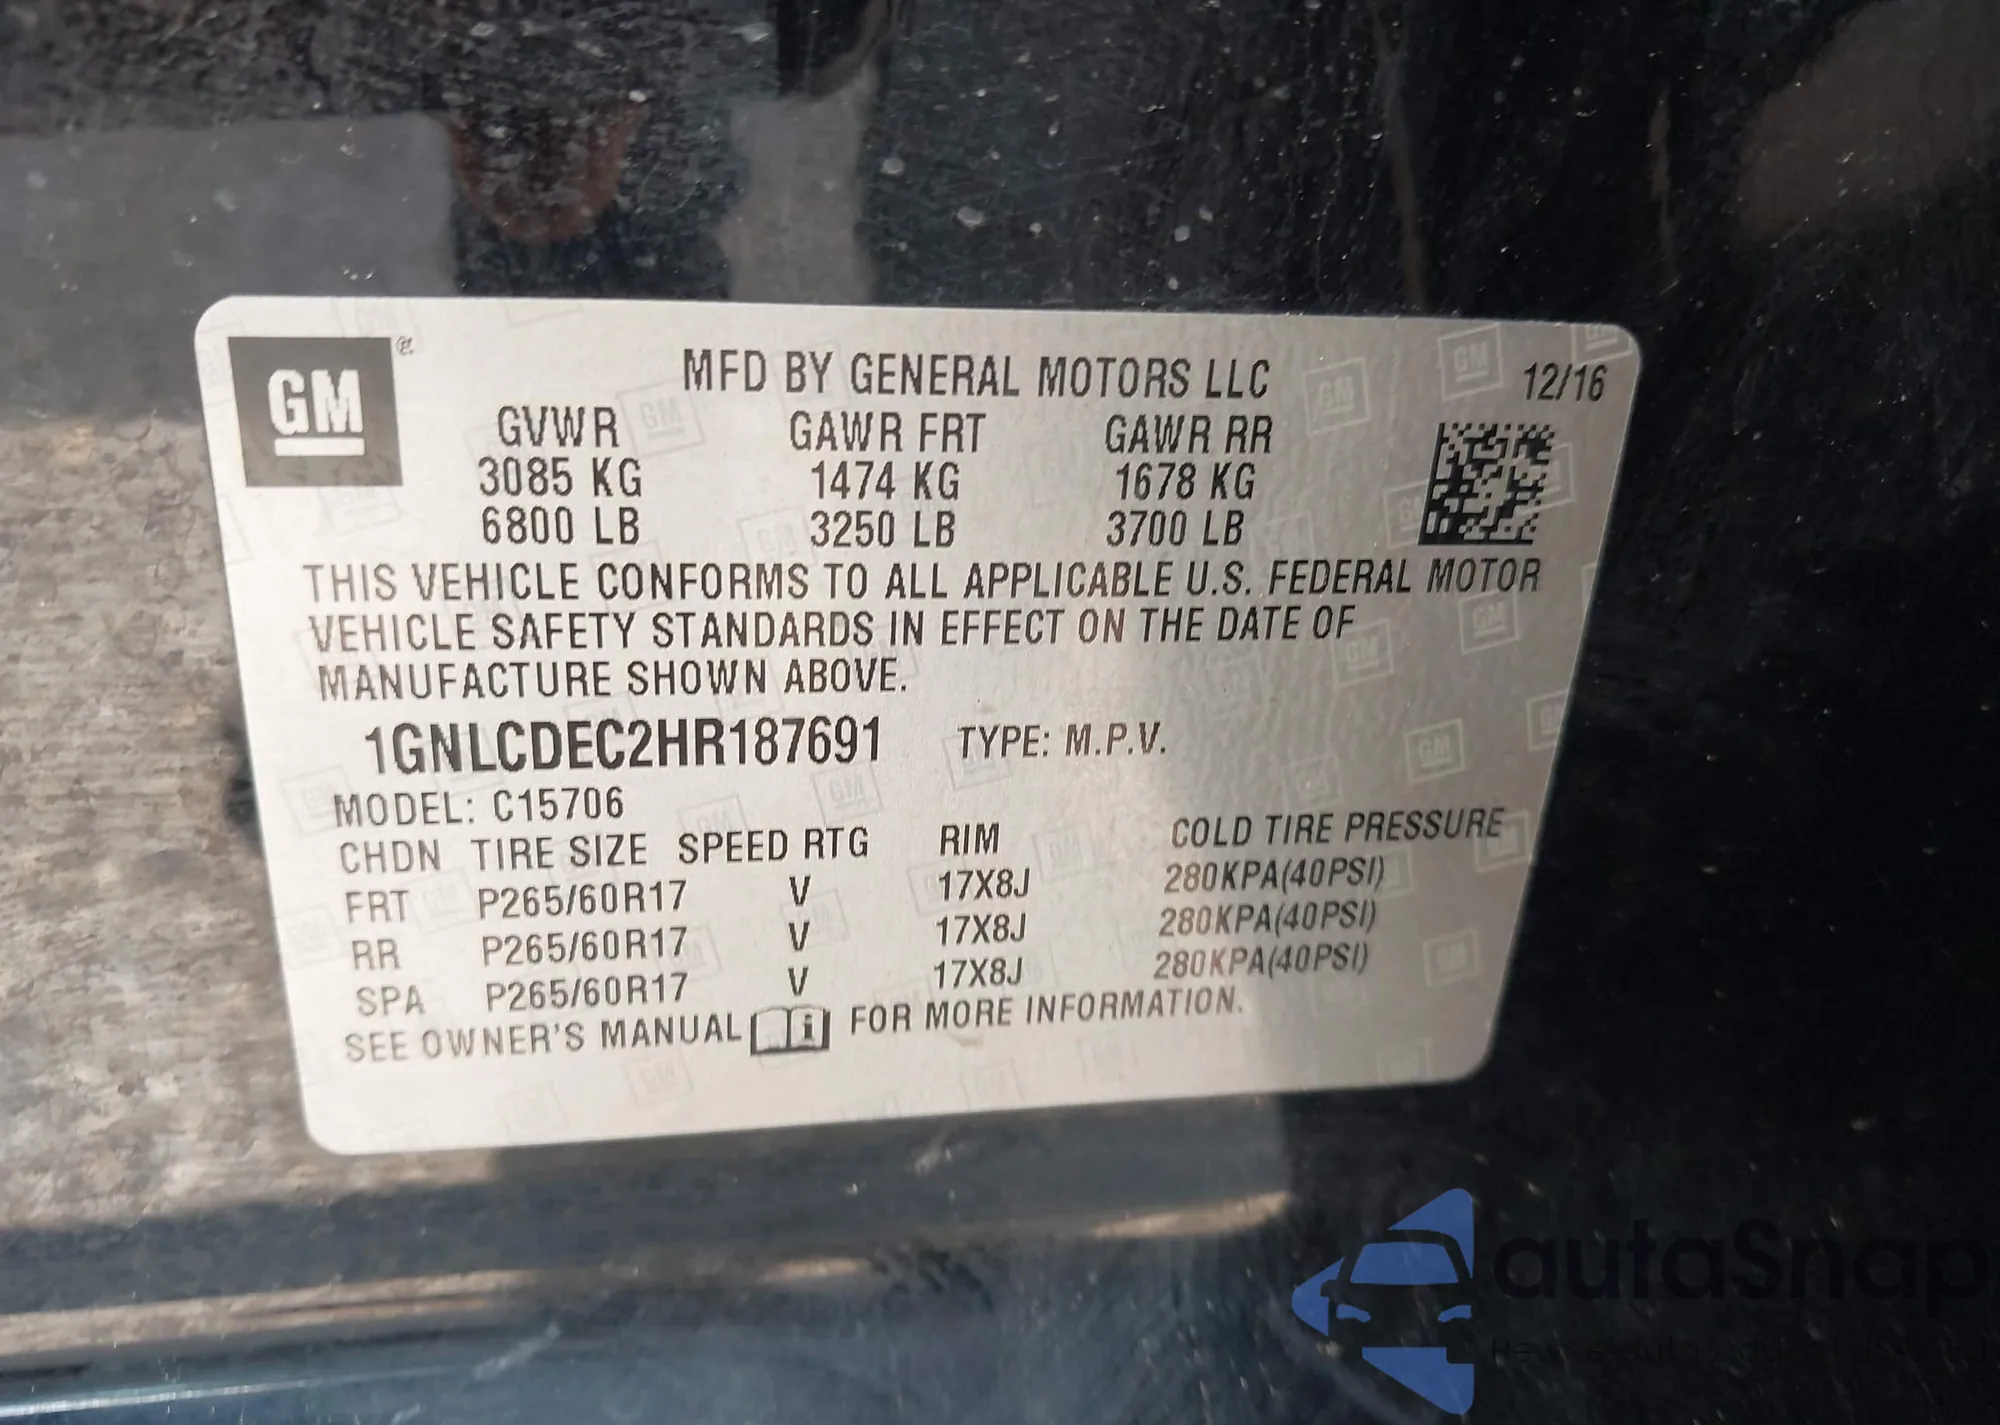 GM
MFD BY GENERAL MOTORS LLC 12/16
GVWR GAWR FRT GAWR RR
3085 KG 1474 KG 1678 KG
6800 LB 3250 LB 3700 LB
THIS VEHICLE CONFORMS TO ALL APPLICABLE U.S. FEDERAL MOTOR
VEHICLE SAFETY STANDARDS IN EFFECT ON THE DATE OF
MANUFACTURE SHOWN ABOVE.
1GNLCDEC2HR187691 TYPE: M.P.V.
MODEL: C15706
CHDN TIRE SIZE SPEED RTG RIM COLD TIRE PRESSURE
FRT P265/60R17 V 17X8J 280KPA(40PSI)
RR P265/60R17 V 17X8J 280KPA(40PSI)
SPA P265/60R17 V 17X8J 280KPA(40PSI)
SEE OWNER'S MANUAL i FOR MORE INFORMATION.
autaSnap